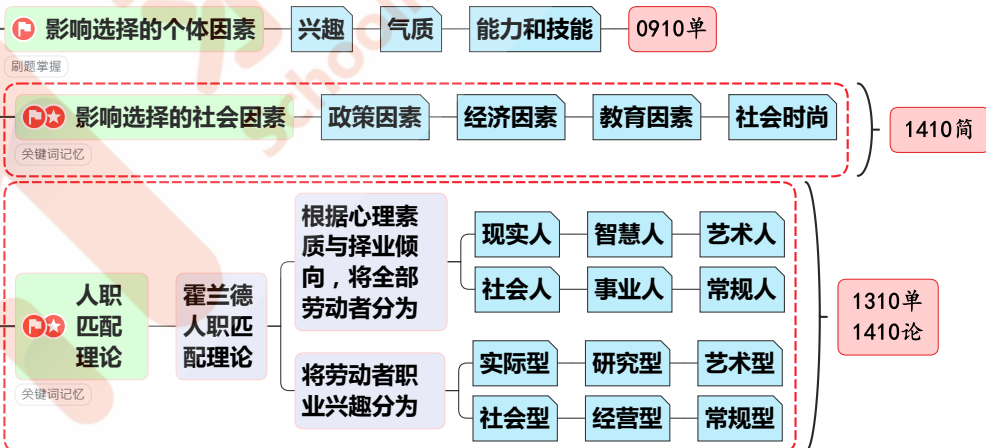 影响选择的个体因素
兴趣
气质
能力和技能
0910单
刷题掌握
影响选择的社会因素
政策因素
经济因素
教育因素
社会时尚
1410简
关键词记忆
人职
匹配
理论
关键词记忆
霍兰德
人职匹
配理论
根据心理素
质与择业倾
向，将全部
劳动者分为
现实人
智慧人
艺术人
社会人
事业人
常规人
将劳动者职
业兴趣分为
实际型
研究型
艺术型
社会型
经营型
常规型
1310单
1410论
School